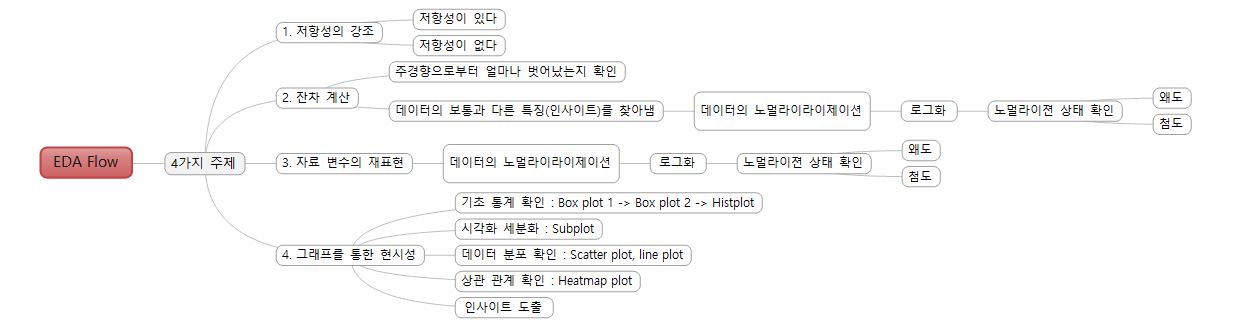 EDA Flow
4가지 주제
1. 저항성의 강조
저항성이 있다
저항성이 없다
2. 잔차 계산
주경향으로부터 얼마나 벗어났는지 확인
데이터의 보통과 다른 특징(인사이트)를 찾아냄
데이터의 노멀라이라이제이션
로그화
노멀라이젼 상태 확인
왜도
첨도
3. 자료 변수의 재표현
데이터의 노멀라이라이제이션
로그화
노멀라이젼 상태 확인
왜도
첨도
4. 그래프를 통한 현시성
기초 통계 확인 : Box plot 1 -> Box plot 2 -> Histplot
시각화 세분화 : Subplot
데이터 분포 확인 : Scatter plot, line plot
상관 관계 확인 : Heatmap plot
인사이트 도출